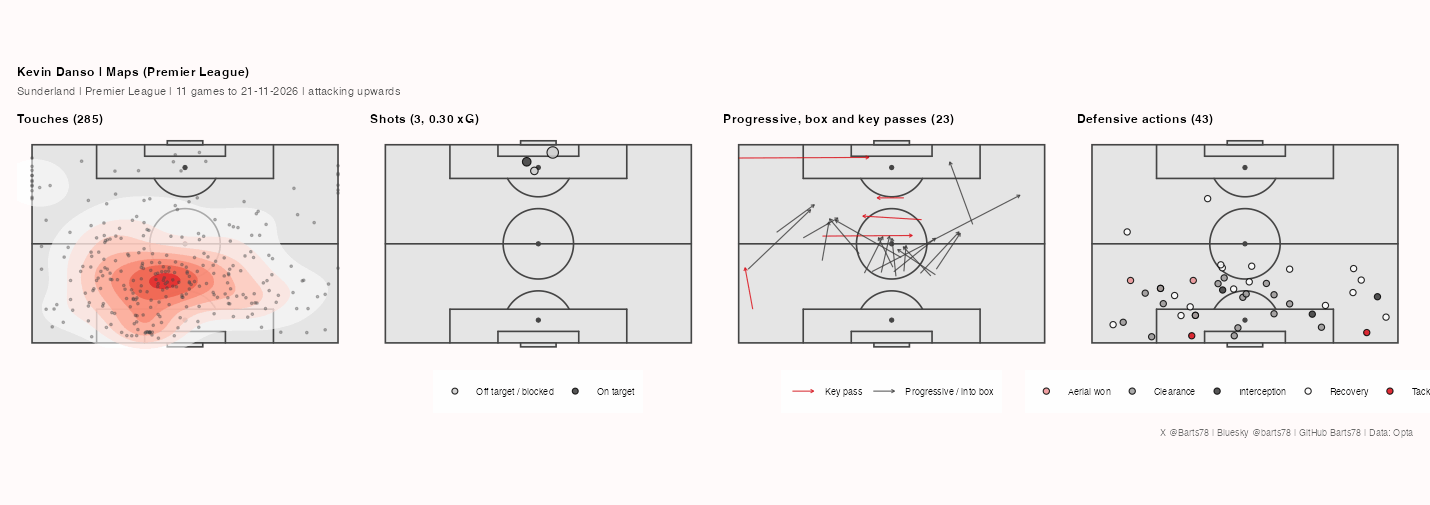 Kevin Danso | Maps (Premier League)
Sunderland | Premier League | 11 games to 21-11-2026 | attacking upwards
Touches (285)
Shots (3, 0.30 xG)
Progressive, box and key passes (23)
Defensive actions (43)
Off target / blocked
On target
Key pass
Progressive / into box
Aerial won
Clearance
Interception
Recovery
Tack
X @Barts78 | Bluesky @barts78 | GitHub Barts78 | Data: Opta